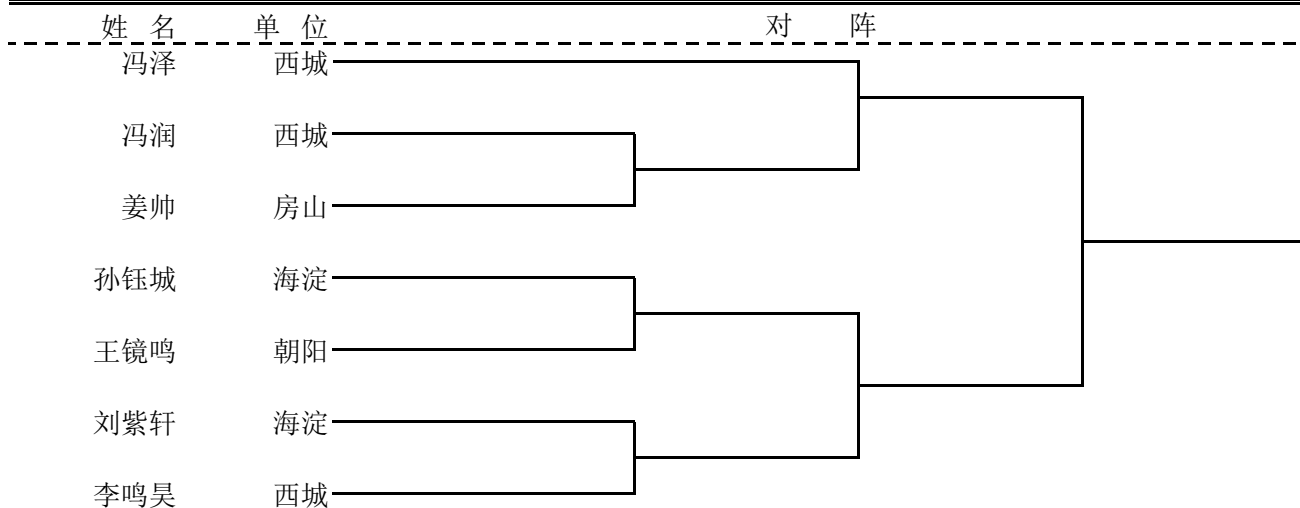 姓 名 单 位 对 阵
冯泽 西城
冯润 西城
姜帅 房山
孙钰城 海淀
王镜鸣 朝阳
刘紫轩 海淀
李鸣昊 西城